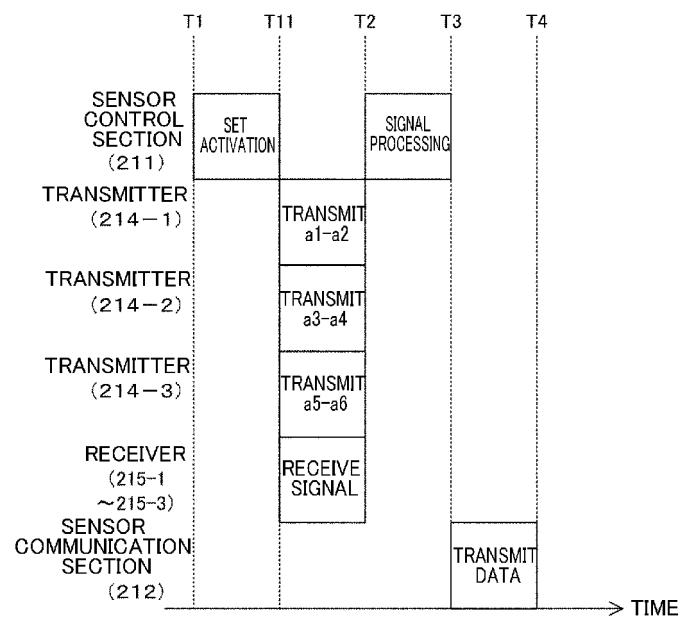 T1 T11 T2 T3 T4
SENSOR
CONTROL
SECTION
(211)
SET
ACTIVATION
SIGNAL
PROCESSING
TRANSMITTER
(214-1)
TRANSMIT
a1-a2
TRANSMITTER
(214-2)
TRANSMIT
a3-a4
TRANSMITTER
(214-3)
TRANSMIT
a5-a6
RECEIVER
(215-1
~215-3)
RECEIVE
SIGNAL
SENSOR
COMMUNICATION
SECTION
(212)
TRANSMIT
DATA
TIME